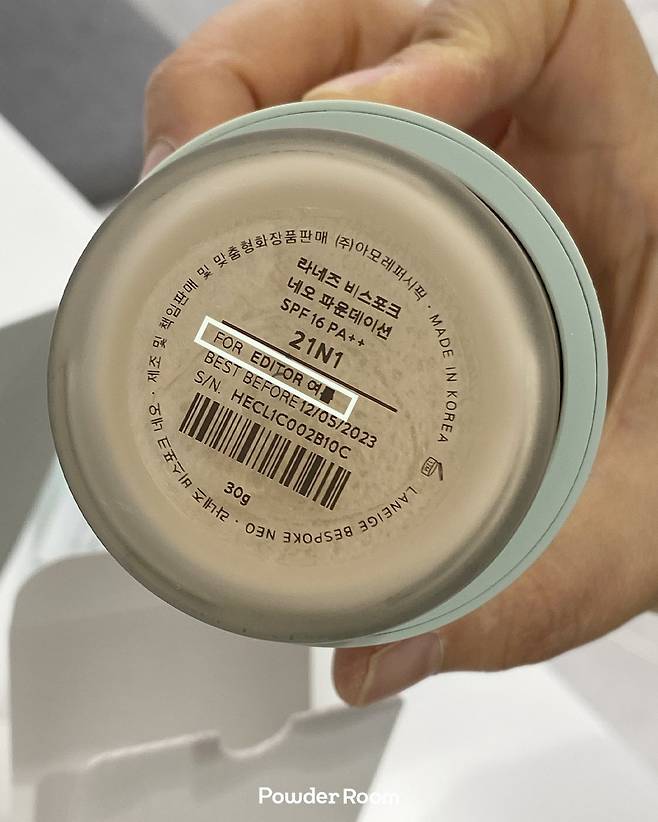 라네즈 비스포크
네오 파운데이션
SPF16 PA++
21N1
FOR EDITOR 여
BEST BEFORE 12/05/2023
S/N. HECL1C002B10C
30g
LANEIGE BESPOKE NEO · 라네즈 비스포크 네오 · 제조 및 책임판매 및 맞춤형화장품판매 (주)아모레퍼시픽 · MADE IN KOREA
Powder Room